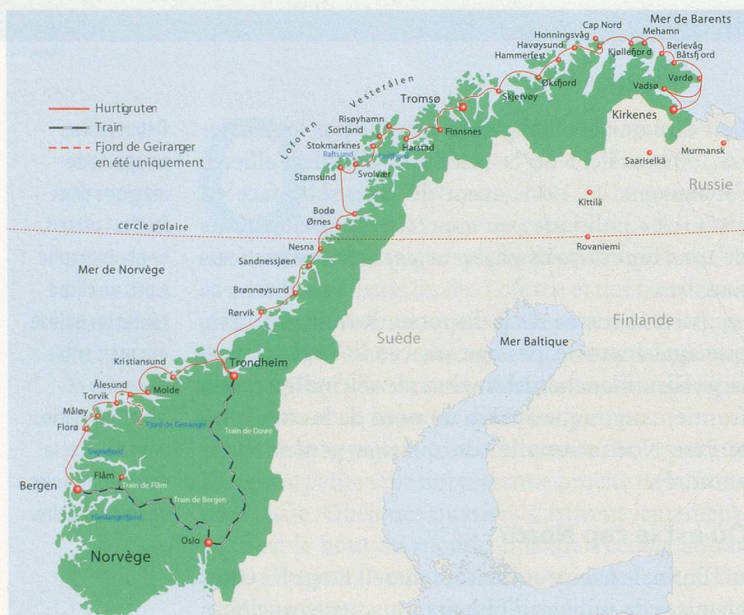 Mer de Barents
Cap Nord
Honningsvåg
Mehamn
Havøysund
Kjøllefjord
Berlevåg
Hammerfest
Båtsfjord
Vesterålen
Øksfjord
Vardø
Tromsø
Skjervøy
Vadsø
Hurtigruten
Train
Fjord de Geiranger
en été uniquement
Risøyhamn
Kirkenes
Lofoten
Sortland
Finnsnes
Stokmarknes
Harstad
Murmansk
Raftsund
Saariselkä
Stamsund
Svolvær
Russie
Kittilä
Bodø
Ørnes
cercle polaire
Nesna
Rovaniemi
Mer de Norvège
Sandnessjøen
Brønnøysund
Rørvik
Finlande
Suède
Mer Baltique
Kristiansund
Trondheim
Ålesund
Molde
Torvik
Måløy
Fjord de Geiranger
Train de Dovre
Florø
Sognefjord
Flåm
Train de Flåm
Bergen
Train de Bergen
Hardangerfjord
Oslo
Norvège